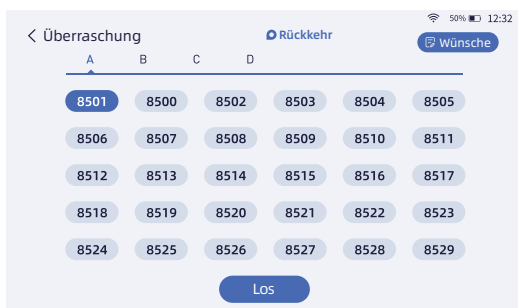 50% 12:32
Überraschung Rückkehr Wünsche
A B C D
8501 8500 8502 8503 8504 8505
8506 8507 8508 8509 8510 8511
8512 8513 8514 8515 8516 8517
8518 8519 8520 8521 8522 8523
8524 8525 8526 8527 8528 8529
Los